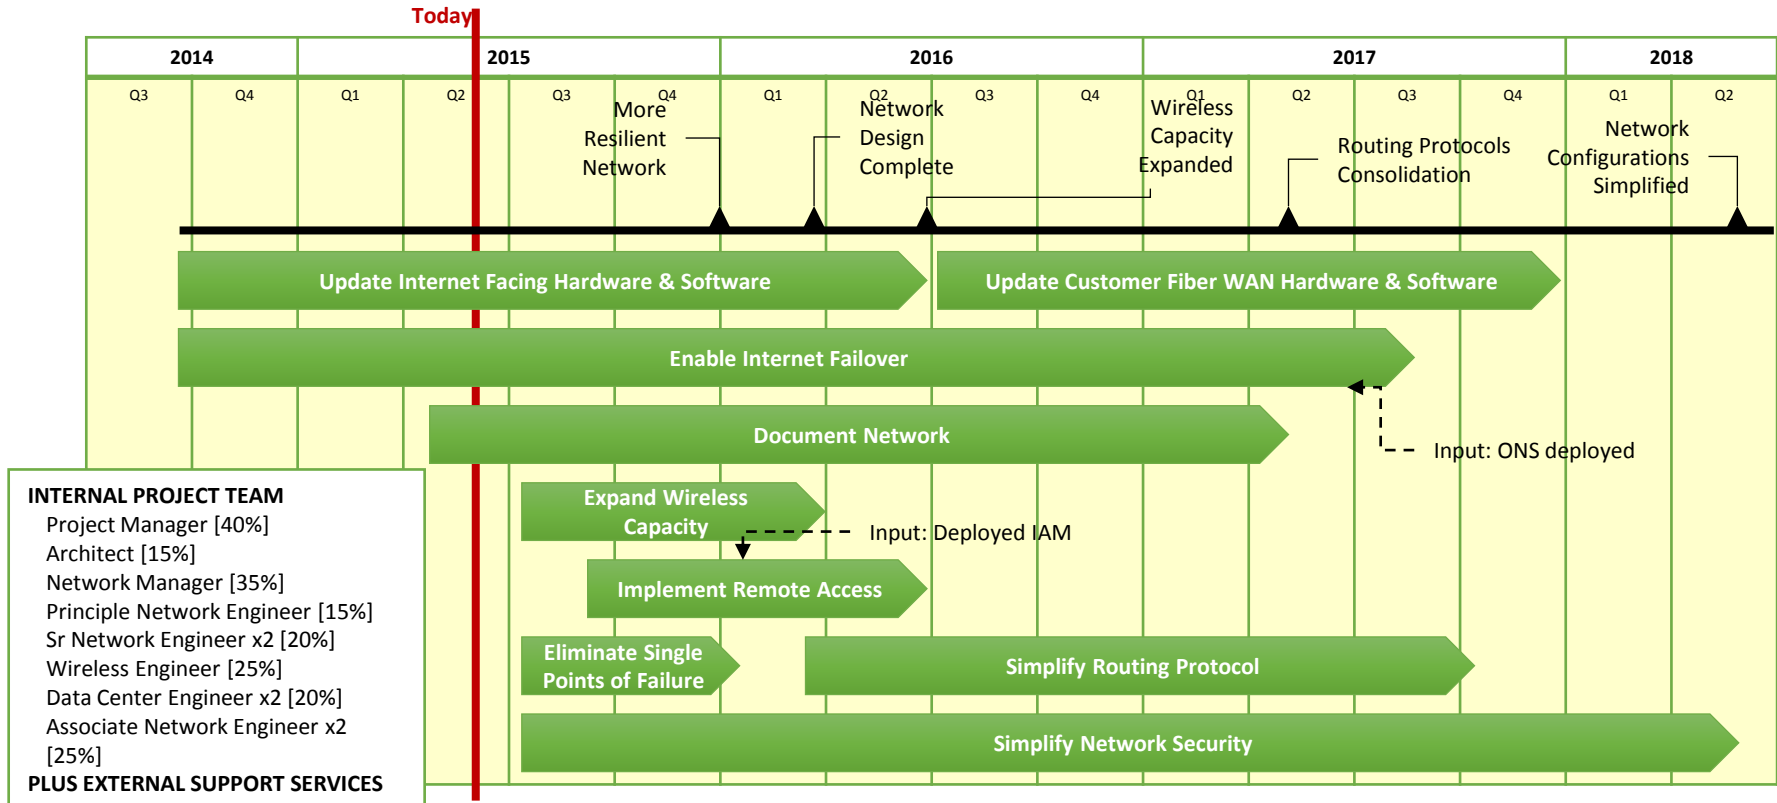 Today
2014 2015 2016 2017 2018
Q3 Q4 Q1 Q2 Q3 Q4 Q1 Q2 Q3 Q4 Q1 Q2 Q3 Q4 Q1 Q2
More
Resilient
Network
Network
Design
Complete
Wireless
Capacity
Expanded
Routing Protocols
Consolidation
Network
Configurations
Simplified
Update Internet Facing Hardware & Software
Update Customer Fiber WAN Hardware & Software
Enable Internet Failover
Document Network
Input: ONS deployed
Expand Wireless
Capacity
Input: Deployed IAM
Implement Remote Access
Eliminate Single
Points of Failure
Simplify Routing Protocol
Simplify Network Security
INTERNAL PROJECT TEAM
Project Manager [40%]
Architect [15%]
Network Manager [35%]
Principle Network Engineer [15%]
Sr Network Engineer x2 [20%]
Wireless Engineer [25%]
Data Center Engineer x2 [20%]
Associate Network Engineer x2
[25%]
PLUS EXTERNAL SUPPORT SERVICES